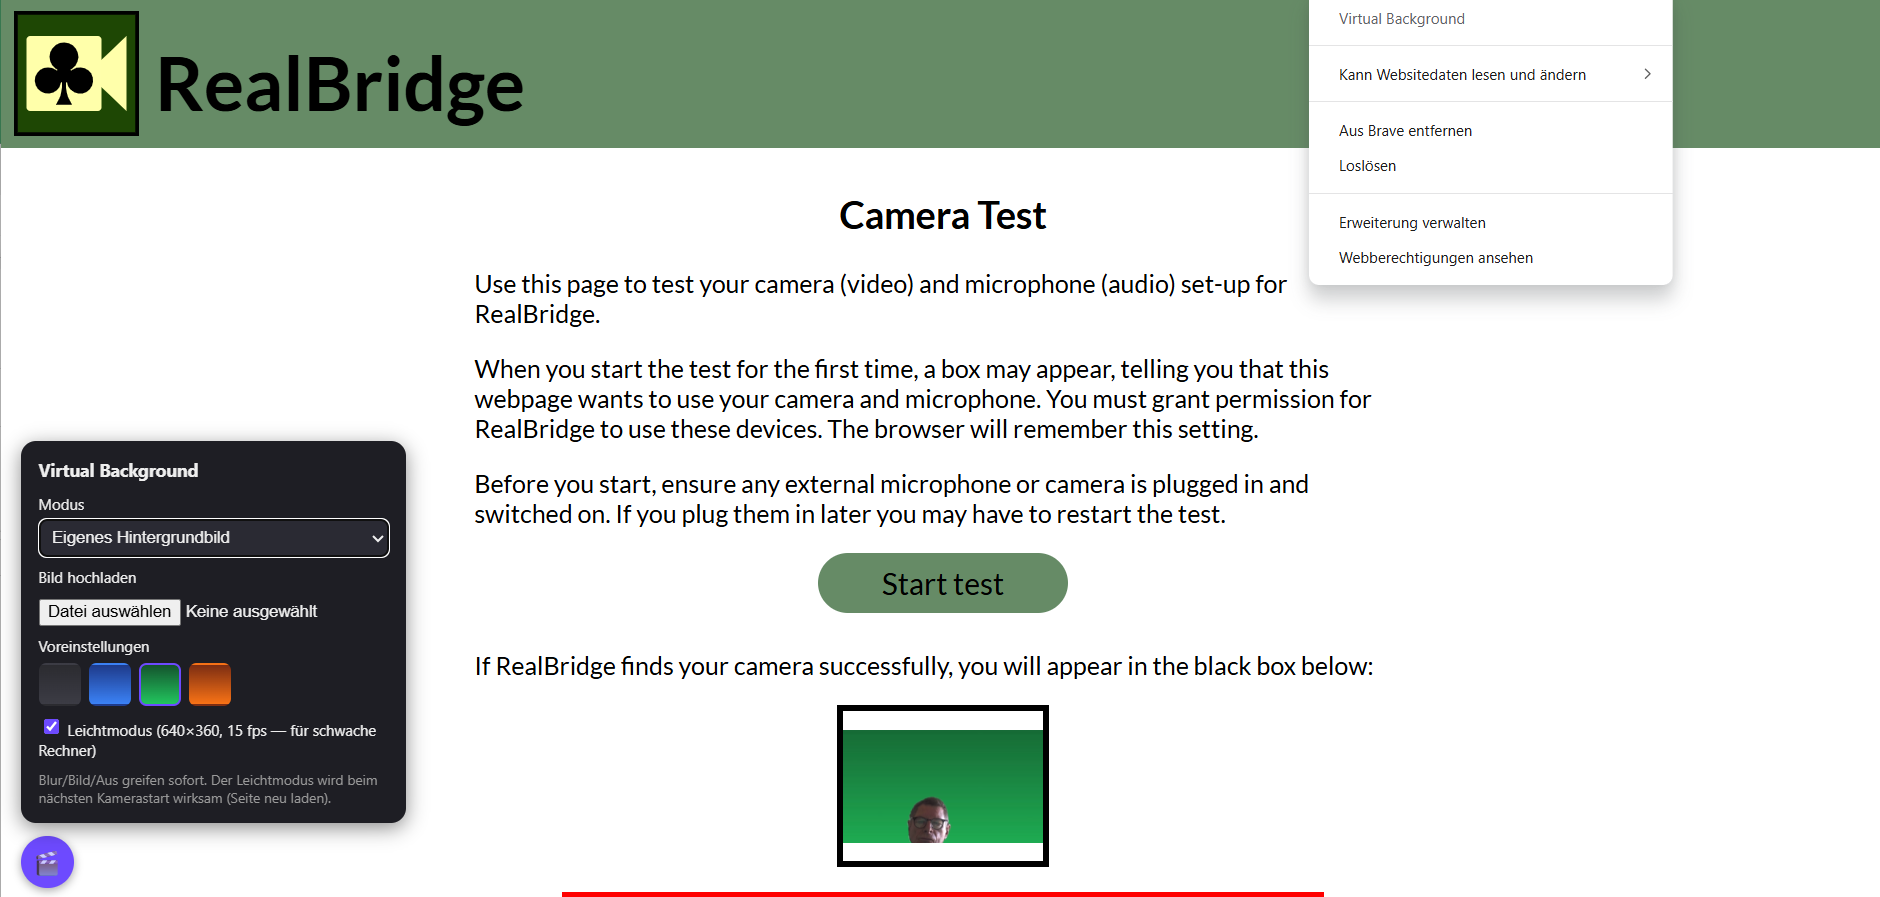 RealBridge
Virtual Background
Kann Websitedaten lesen und ändern
Aus Brave entfernen
Loslösen
Erweiterung verwalten
Webberechtigungen ansehen
Camera Test
Use this page to test your camera (video) and microphone (audio) set-up for
RealBridge.
When you start the test for the first time, a box may appear, telling you that this
webpage wants to use your camera and microphone. You must grant permission for
RealBridge to use these devices. The browser will remember this setting.
Before you start, ensure any external microphone or camera is plugged in and
switched on. If you plug them in later you may have to restart the test.
Start test
If RealBridge finds your camera successfully, you will appear in the black box below:
Virtual Background
Modus
Eigenes Hintergrundbild
Bild hochladen
Datei auswählen Keine ausgewählt
Voreinstellungen
Leichtmodus (640×360, 15 fps — für schwache
Rechner)
Blur/Bild/Aus greifen sofort. Der Leichtmodus wird beim
nächsten Kamerastart wirksam (Seite neu laden).